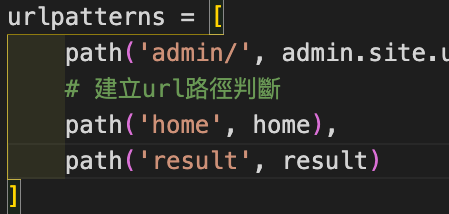 urlpatterns = [
path('admin/', admin.site.u
# 建立url路徑判斷
path('home', home),
path('result', result)
]